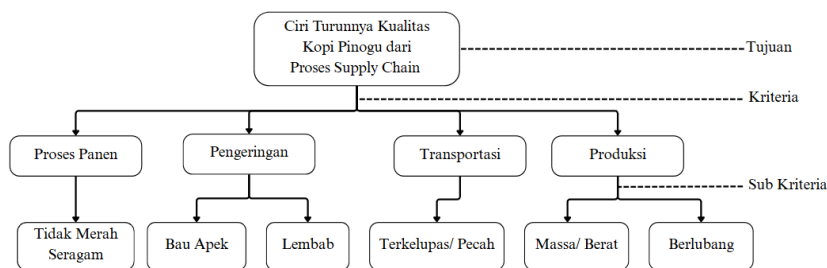 Ciri Turunnya Kualitas
Kopi Pinogu dari
Proses Supply Chain
Tujuan
Kriteria
Proses Panen
Pengeringan
Transportasi
Produksi
Sub Kriteria
Tidak Merah
Seragam
Bau Apek
Lembab
Terkelupas/ Pecah
Massa/ Berat
Berlubang